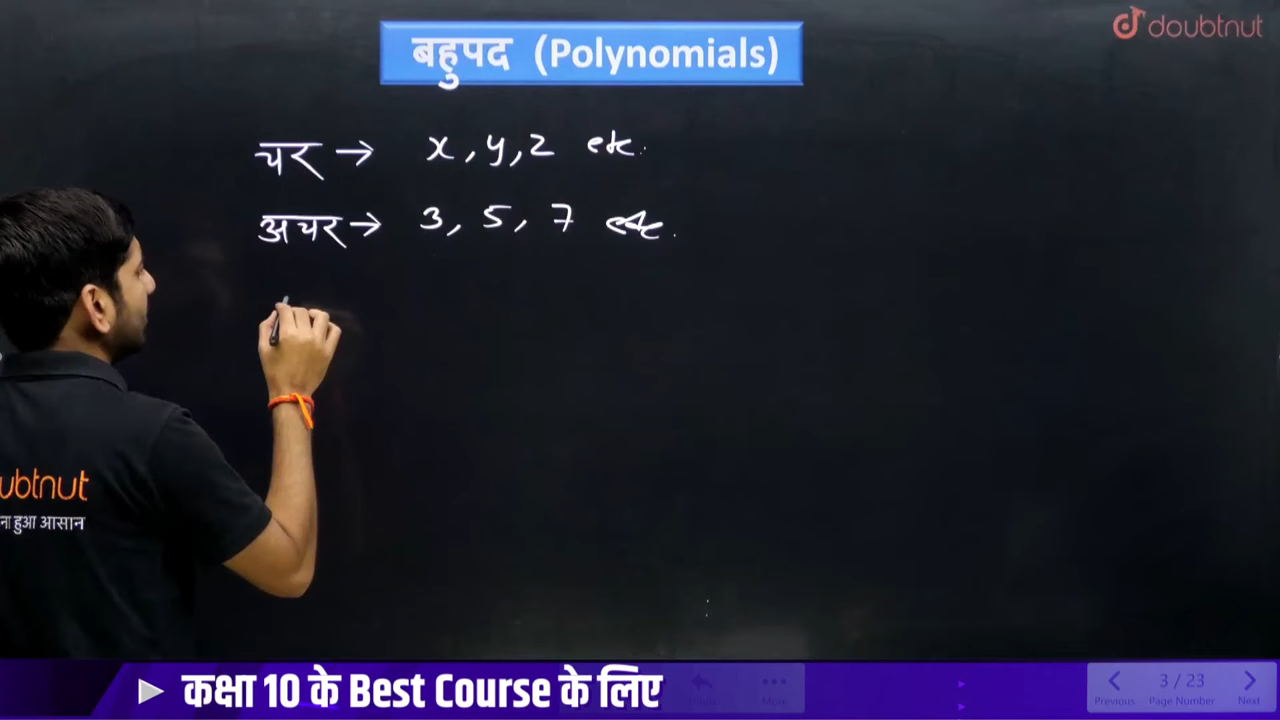 doubtnut
बहुपद (Polynomials)
चर → x, y, z etc.
अचर → 3, 5, 7 etc.
ubtnut
ना हुआ आसान
कक्षा 10 के Best Course के लिए
More
3 / 23
Previous Page Number Next